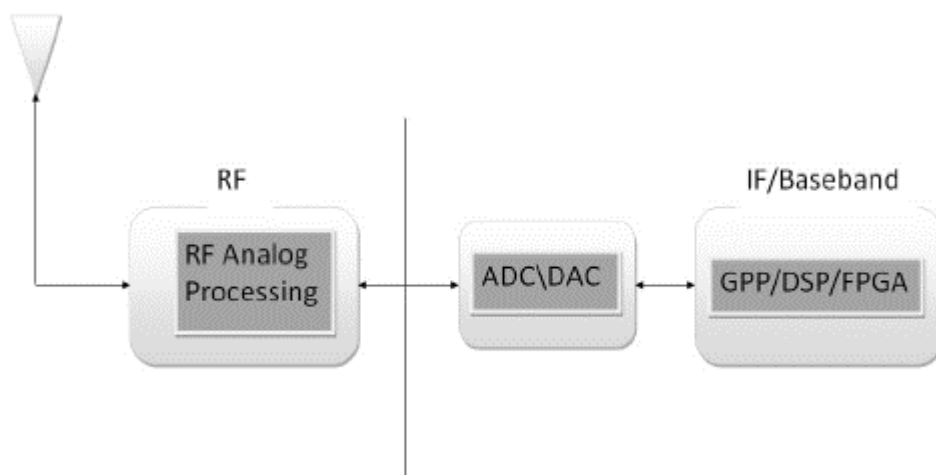 RF
IF/Baseband
RF Analog
Processing
ADC\DAC
GPP/DSP/FPGA